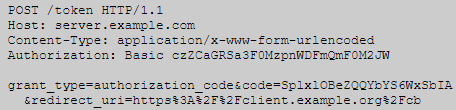 POST /token HTTP/1.1
Host: server.example.com
Content-Type: application/x-www-form-urlencoded
Authorization: Basic czZCaGRSa3F0MzpnWDFmQmF0M2JW

grant_type=authorization_code&code=SplxlOBeZQQYbYS6WxSbIA
&redirect_uri=https%3A%2F%2Fclient.example.org%2Fcb